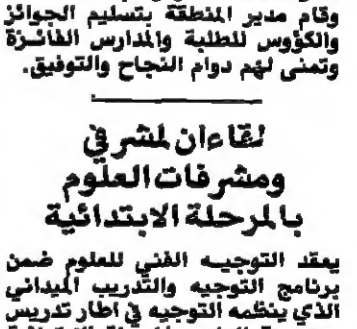 وقام مدير المنطقة بتسليم الجوائز
والكؤوس للطلبة والمدارس الفائزة
وتمنى لهم دوام النجاح والتوفيق.
لقاءان لمشرفي
ومشرفات العلوم
بالمرحلة الابتدائية
يعقد التوجيه الفني للعلوم ضمن
برنامج التوجيه والتدريب الميداني
الذي ينظمه التوجيه في اطار تدريس